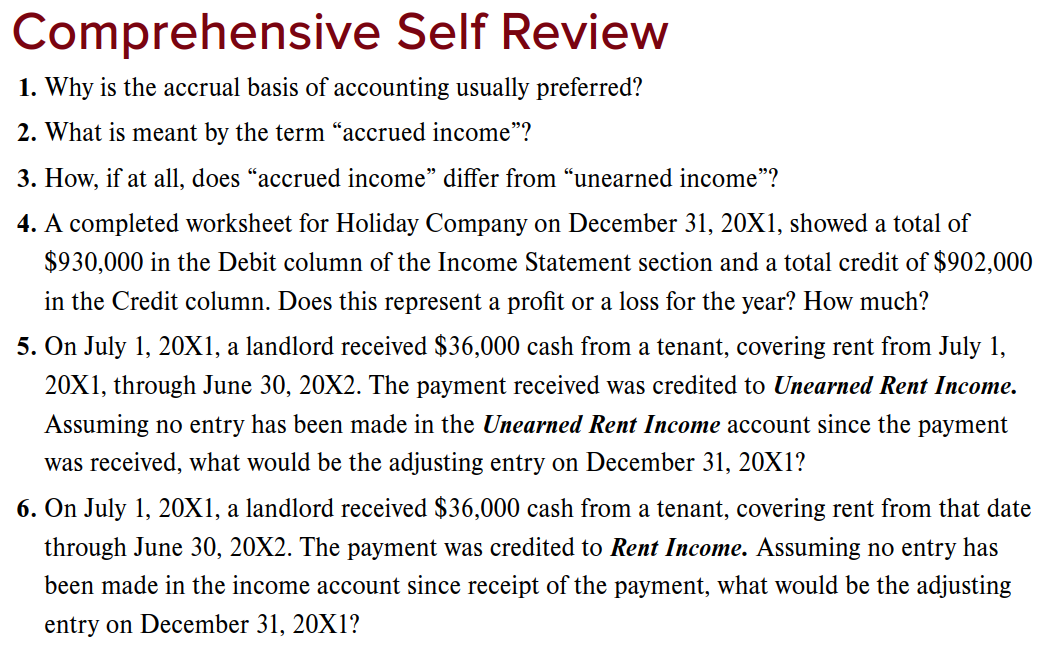 Comprehensive Self Review
1. Why is the accrual basis of accounting usually preferred?
2. What is meant by the term “accrued income”?
3. How, if at all, does “accrued income” differ from “unearned income”?
4. A completed worksheet for Holiday Company on December 31, 20X1, showed a total of
$930,000 in the Debit column of the Income Statement section and a total credit of $902,000
in the Credit column. Does this represent a profit or a loss for the year? How much?
5. On July 1, 20X1, a landlord received $36,000 cash from a tenant, covering rent from July 1,
20X1, through June 30, 20X2. The payment received was credited to Unearned Rent Income.
Assuming no entry has been made in the Unearned Rent Income account since the payment
was received, what would be the adjusting entry on December 31, 20X1?
6. On July 1, 20X1, a landlord received $36,000 cash from a tenant, covering rent from that date
through June 30, 20X2. The payment was credited to Rent Income. Assuming no entry has
been made in the income account since receipt of the payment, what would be the adjusting
entry on December 31, 20X1?